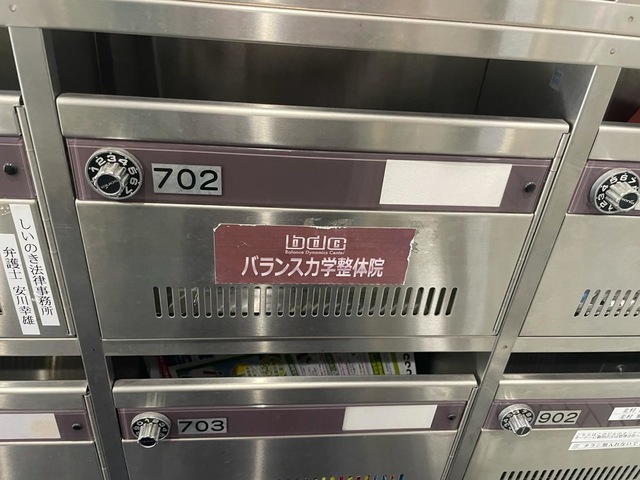 702
bdc
Balance Dynamics Center
バランス力学整体院
しいのき法律事務所
弁護士 安川幸雄
703
902